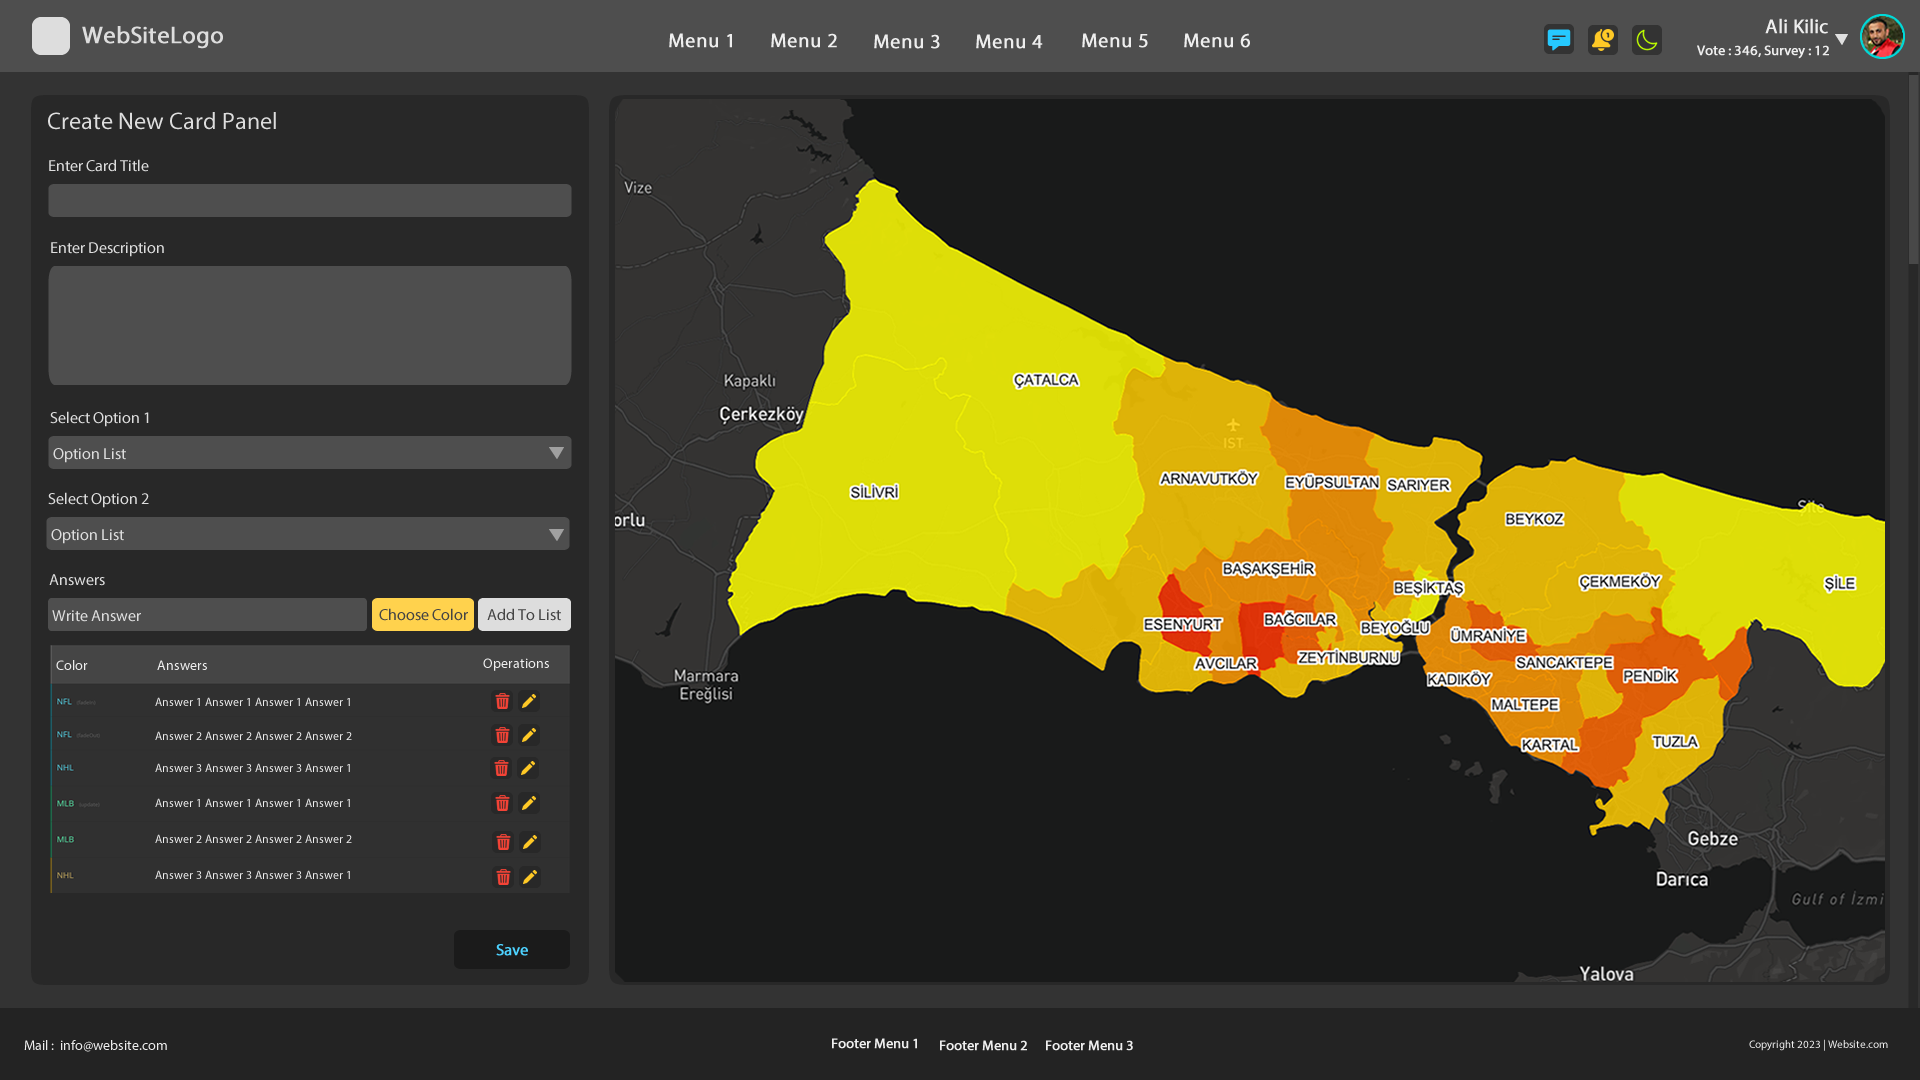 WebSiteLogo
Menu 1
Menu 2
Menu 3
Menu 4
Menu 5
Menu 6
1
Ali Kilic
Vote : 346, Survey : 12
Create New Card Panel
Enter Card Title
Enter Description
Select Option 1
Option List
Select Option 2
Option List
Answers
Write Answer
Choose Color
Add To List
Color
Answers
Operations
NFL
Answer 1 Answer 1 Answer 1 Answer 1
NFL
Answer 2 Answer 2 Answer 2 Answer 2
NHL
Answer 3 Answer 3 Answer 3 Answer 1
MLB
Answer 1 Answer 1 Answer 1 Answer 1
MLB
Answer 2 Answer 2 Answer 2 Answer 2
NHL
Answer 3 Answer 3 Answer 3 Answer 1
Save
Vize
Kapaklı
Çerkezköy
ÇATALCA
SİLİVRİ
IST
ARNAVUTKÖY
EYÜPSULTAN
SARIYER
orlu
Şile
BEYKOZ
BAŞAKŞEHİR
BEŞİKTAŞ
ÇEKMEKÖY
ŞİLE
ESENYURT
BAĞCILAR
BEYOĞLU
ÜMRANİYE
AVCILAR
ZEYTİNBURNU
SANCAKTEPE
KADIKÖY
PENDİK
Marmara
Ereğlisi
MALTEPE
KARTAL
TUZLA
Gebze
Darıca
Gulf of İzmi
Yalova
Mail : info@website.com
Footer Menu 1
Footer Menu 2
Footer Menu 3
Copyright 2023 | Website.com